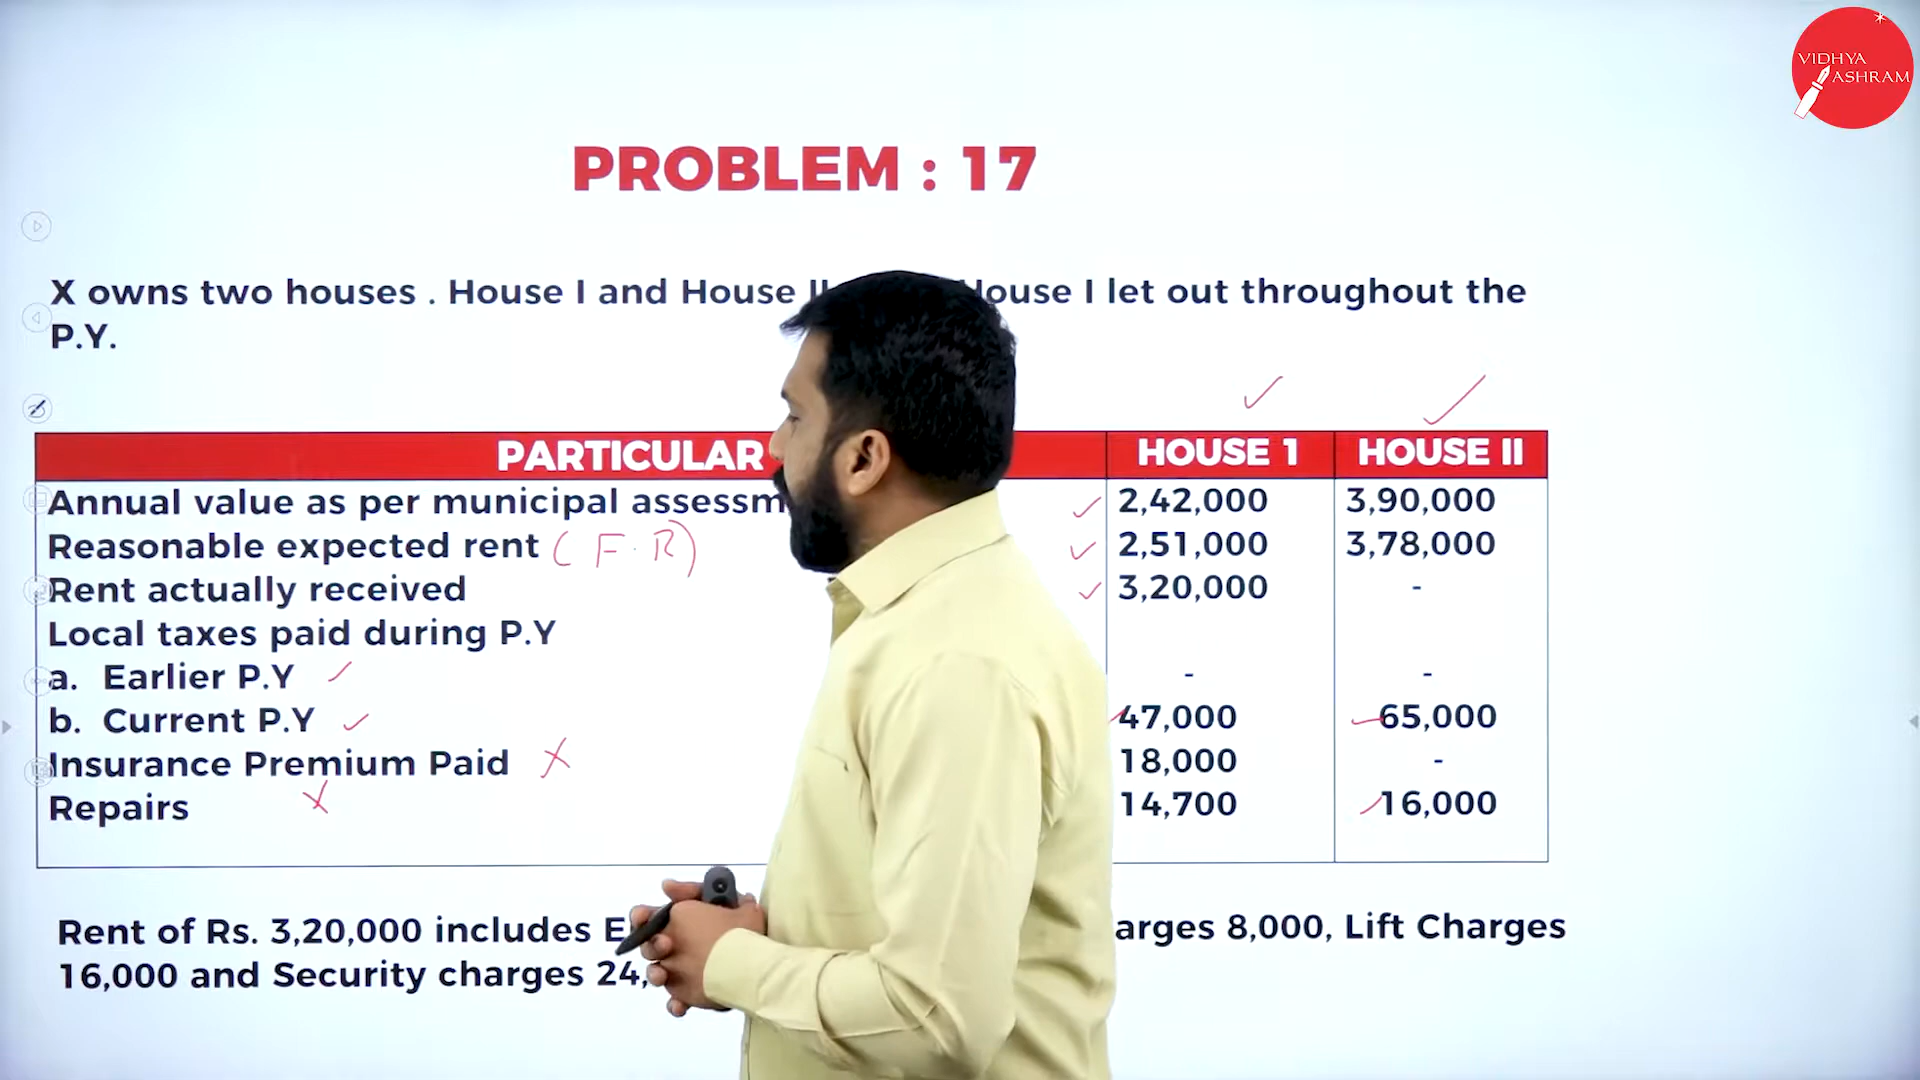 VIDHYA
ASHRAM
PROBLEM : 17
X owns two houses . House I and House House I let out throughout the
P.Y.
PARTICULAR HOUSE 1 HOUSE II
Annual value as per municipal 2,42,000 3,90,000
Reasonable expected rent (F.R) 2,51,000 3,78,000
Rent actually received 3,20,000 -
Local taxes paid during P.Y
a. Earlier P.Y - -
b. Current P.Y 47,000 65,000
Insurance Premium Paid 18,000 -
Repairs 14,700 16,000
Rent of Rs. 3,20,000 includes 8,000, Lift Charges
16,000 and Security charges